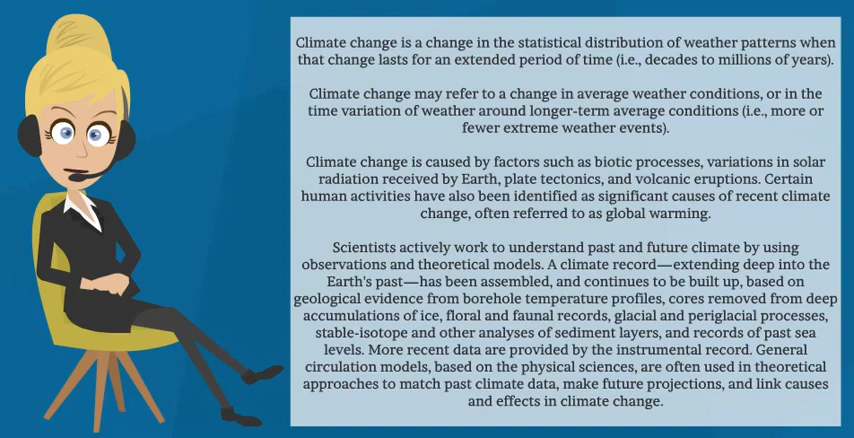 Climate change is a change in the statistical distribution of weather patterns when
that change lasts for an extended period of time (i.e., decades to millions of years).
Climate change may refer to a change in average weather conditions, or in the
time variation of weather around longer-term average conditions (i.e., more or
fewer extreme weather events).
Climate change is caused by factors such as biotic processes, variations in solar
radiation received by Earth, plate tectonics, and volcanic eruptions. Certain
human activities have also been identified as significant causes of recent climate
change, often referred to as global warming.
Scientists actively work to understand past and future climate by using
observations and theoretical models. A climate record—extending deep into the
Earth's past—has been assembled, and continues to be built up, based on
geological evidence from borehole temperature profiles, cores removed from deep
accumulations of ice, floral and faunal records, glacial and periglacial processes,
stable-isotope and other analyses of sediment layers, and records of past sea
levels. More recent data are provided by the instrumental record. General
circulation models, based on the physical sciences, are often used in theoretical
approaches to match past climate data, make future projections, and link causes
and effects in climate change.